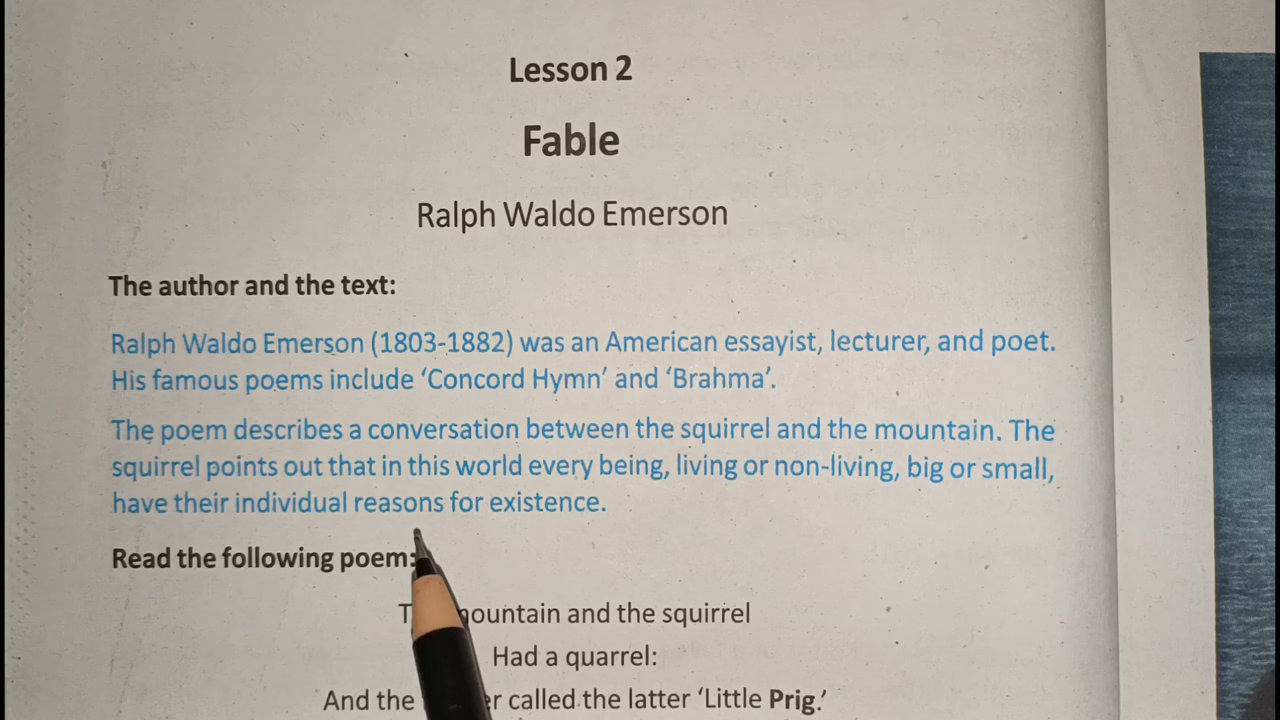 Lesson 2
Fable
Ralph Waldo Emerson
The author and the text:
Ralph Waldo Emerson (1803-1882) was an American essayist, lecturer, and poet.
His famous poems include ‘Concord Hymn’ and ‘Brahma’.
The poem describes a conversation between the squirrel and the mountain. The
squirrel points out that in this world every being, living or non-living, big or small,
have their individual reasons for existence.
Read the following poem:
and the squirrel
Had a quarrel:
And the called the latter ‘Little Prig.’